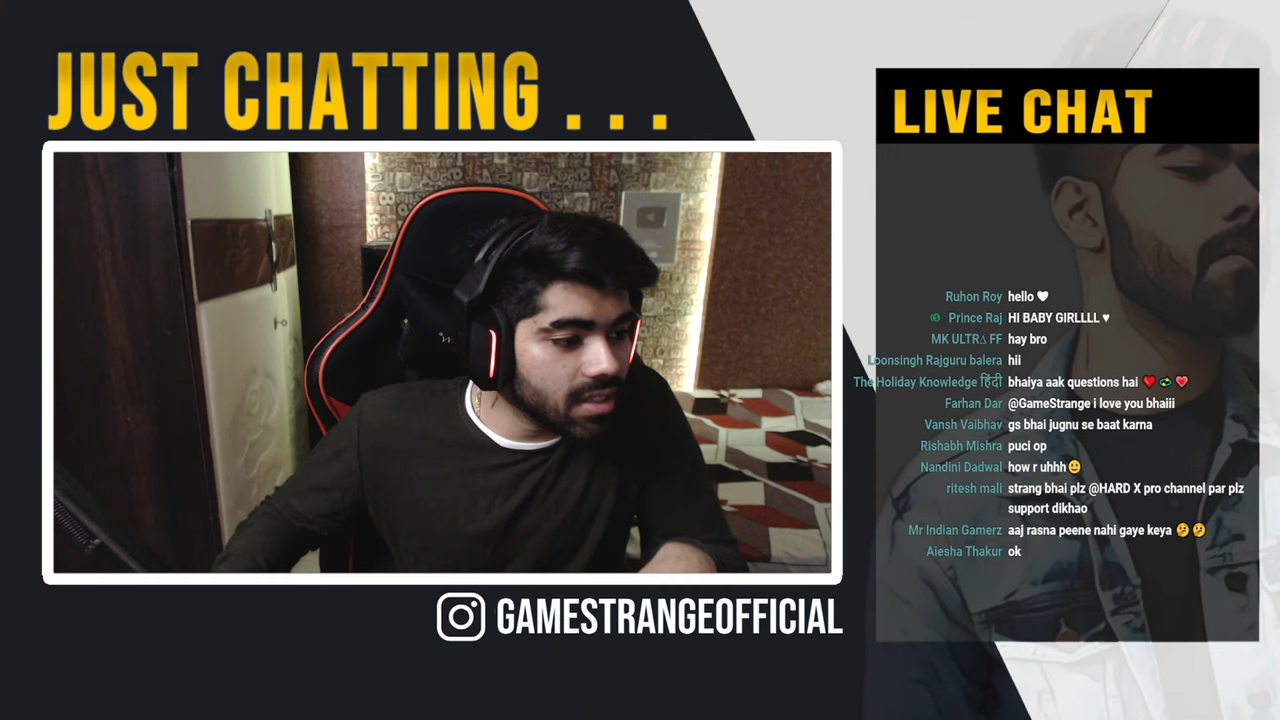 JUST CHATTING . . .
LIVE CHAT
Ruhon Roy hello 🤍
Prince Raj HI BABY GIRLLLL ♥
MK ULTR∆ FF hay bro
Loonsingh Rajguru balera hii
The Holiday Knowledge हिंदी bhaiya aak questions hai ❤️ 💞 💗
Farhan Dar @GameStrange i love you bhaiii
Vansh Vaibhav gs bhai jugnu se baat karna
Rishabh Mishra puci op
Nandini Dadwal how r uhhh🙂
ritesh mali strang bhai plz @HARD X pro channel par plz
support dikhao
Mr Indian Gamerz aaj rasna peene nahi gaye keya 🤔 🤔
Aiesha Thakur ok
GAMESTRANGEOFFICIAL